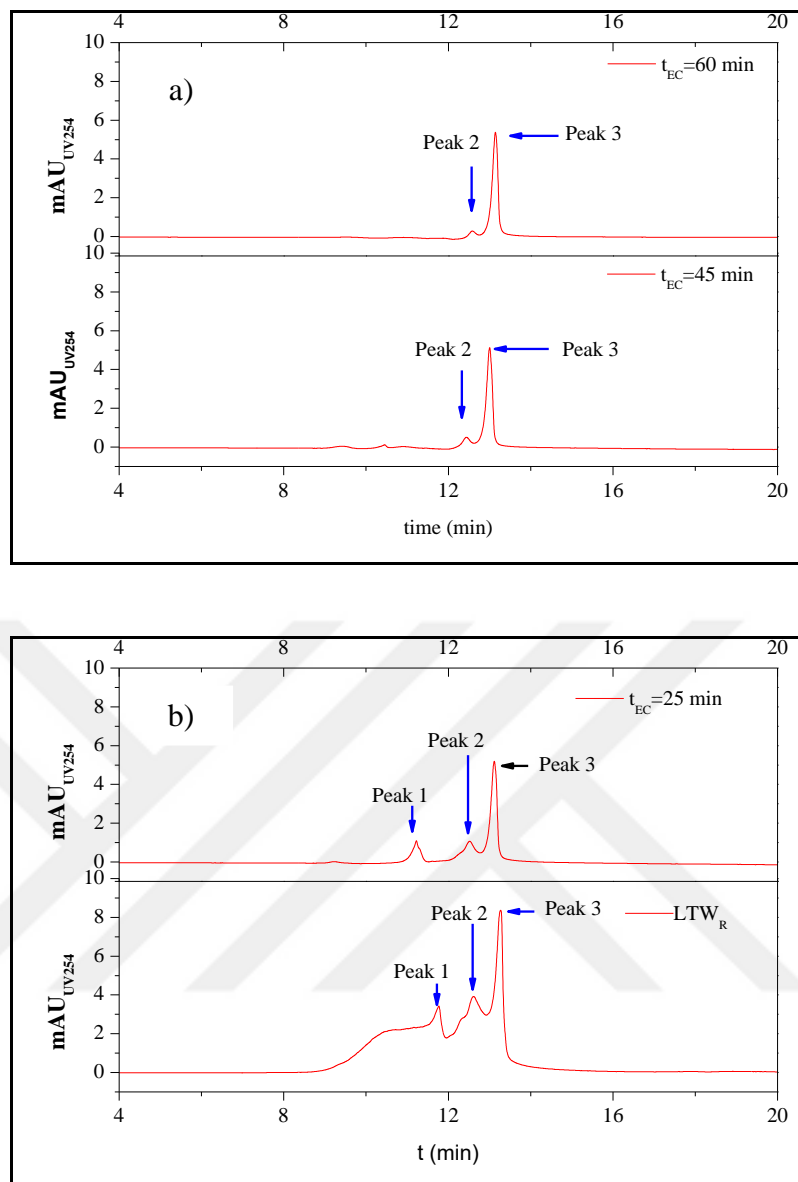 4 8 12 16 20
10
8
6
4
2
0
mAU_UV254
a)
t_EC=60 min
Peak 2
Peak 3
10
8
6
4
2
0
mAU_UV254
t_EC=45 min
Peak 2
Peak 3
4 8 12 16 20
time (min)
4 8 12 16 20
10
8
6
4
2
0
mAU_UV254
b)
t_EC=25 min
Peak 1
Peak 2
Peak 3
10
8
6
4
2
0
mAU_UV254
LTW_R
Peak 1
Peak 2
Peak 3
4 8 12 16 20
t (min)